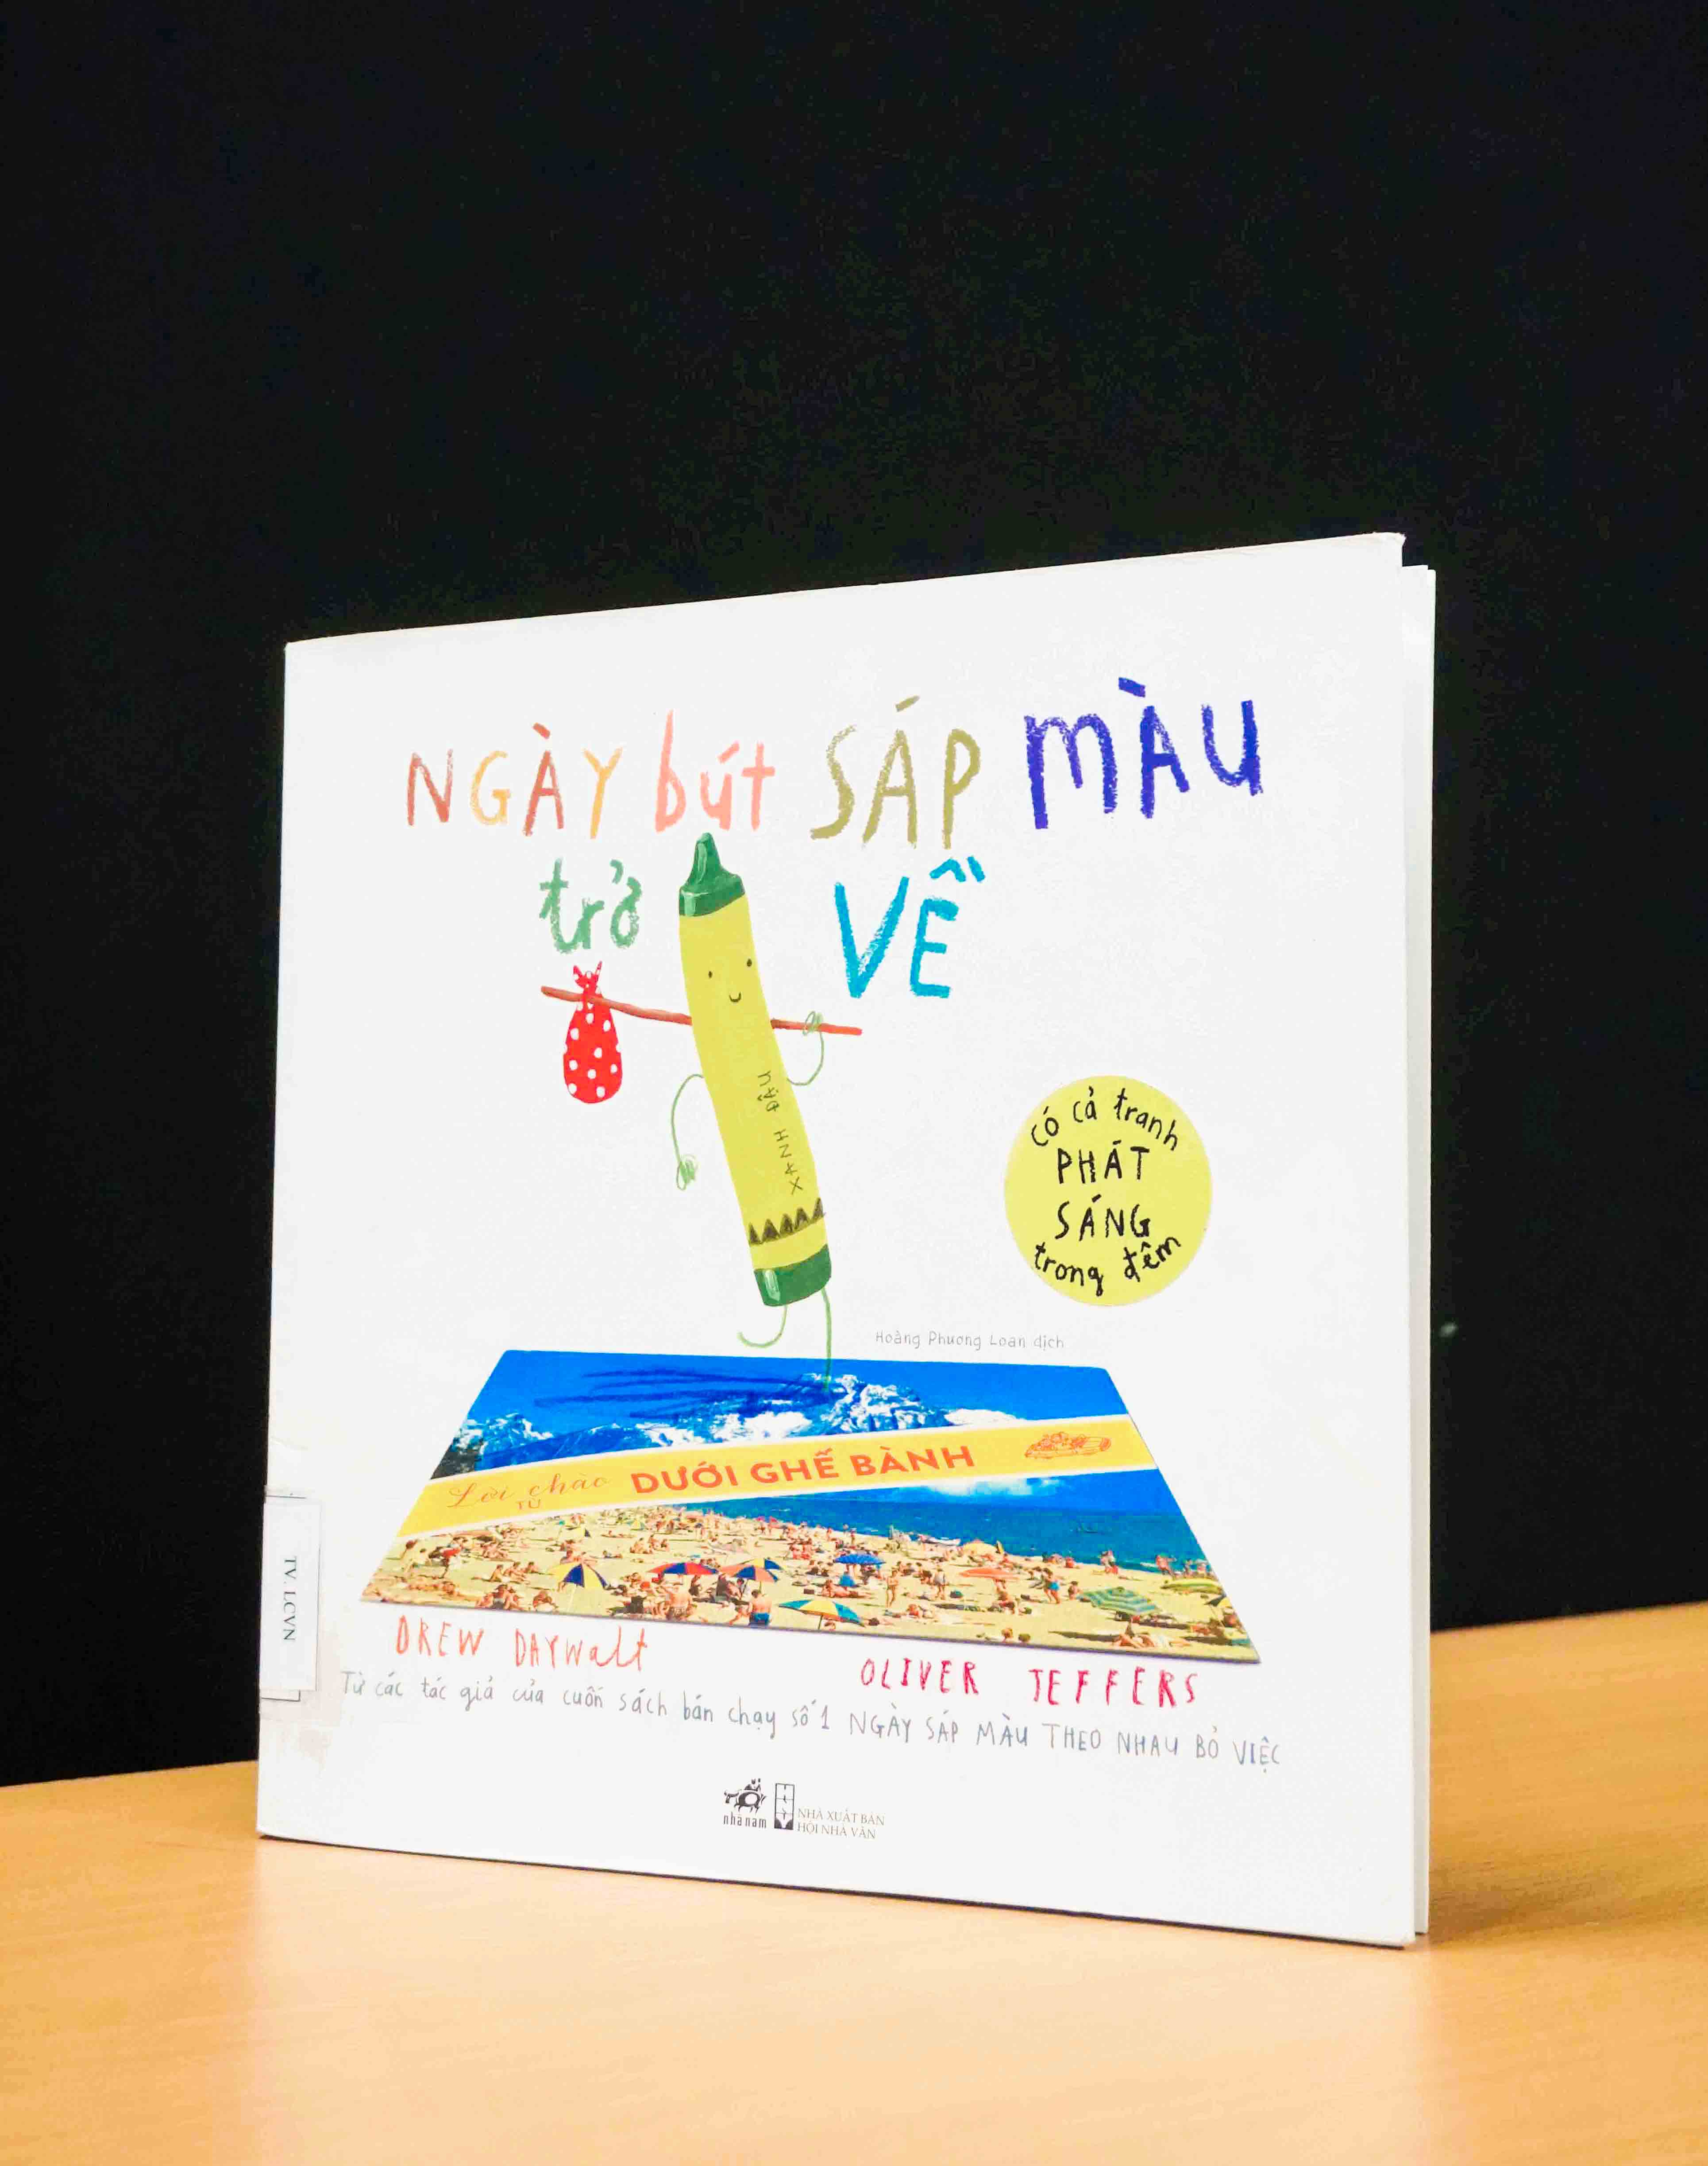 NGÀY bút SÁP MÀU
trở VỀ
XANH ĐẬU
có cả tranh
PHÁT
SÁNG
trong đêm
Hoàng Phương Loan dịch
Lời chào TỪ DƯỚI GHẾ BÀNH
DREW DAYWalt
OLIVER JEFFERS
Từ các tác giả của cuốn sách bán chạy số 1 NGÀY SÁP MÀU THEO NHAU BỎ VIỆC
nhã nam
NHÀ XUẤT BẢN
HỘI NHÀ VĂN
TV. LCVN